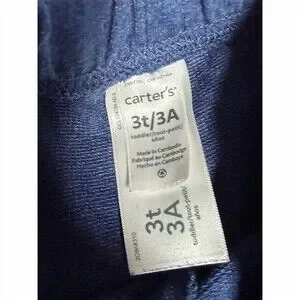 carter's
3t/3A
toddler/tout-petit/
años
Made in Cambodia
Fabriqué au Cambodge
Hecho en Camboya
3t
3A
toddler/tout-petit/
años